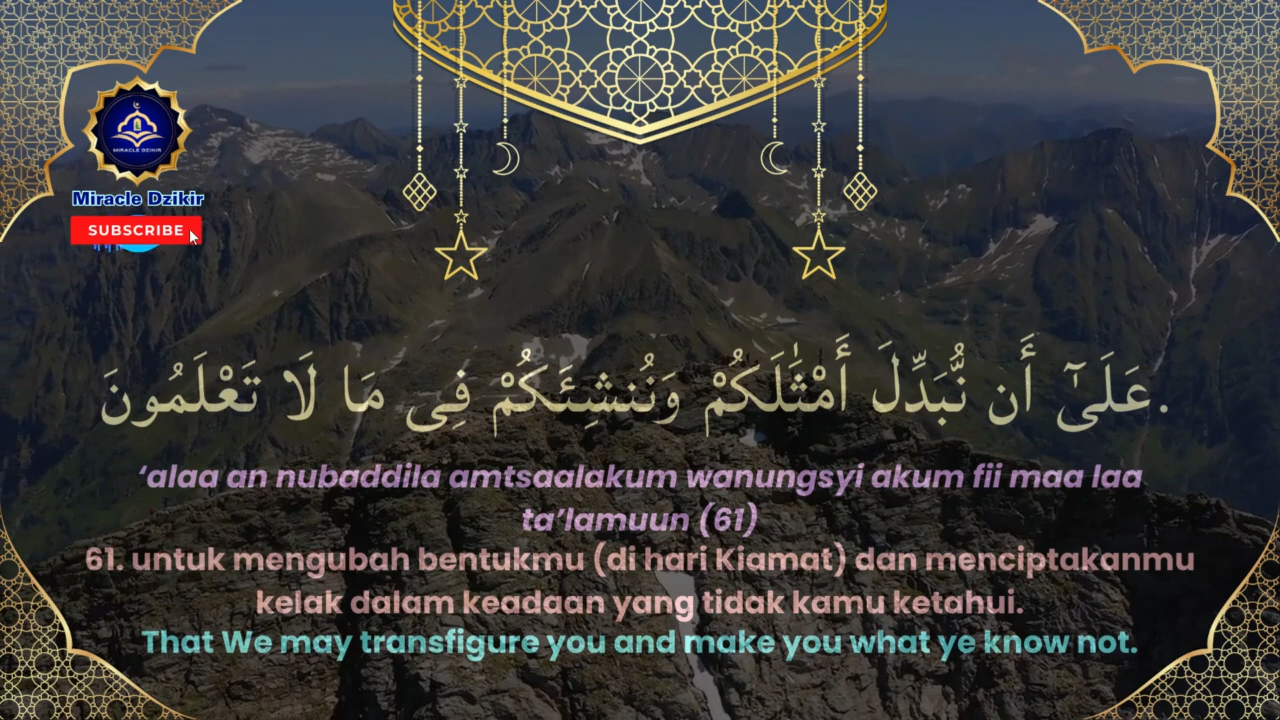 MIRACLE DZIKIR
Miracle Dzikir
SUBSCRIBE
عَلَىٰٓ أَن نُّبَدِّلَ أَمْثَٰلَكُمْ وَنُنشِئَكُمْ فِى مَا لَا تَعْلَمُونَ.
‘alaa an nubaddila amtsaalakum wanungsyi akum fii maa laa
ta’lamuun (61)
61. untuk mengubah bentukmu (di hari Kiamat) dan menciptakanmu
kelak dalam keadaan yang tidak kamu ketahui.
That We may transfigure you and make you what ye know not.